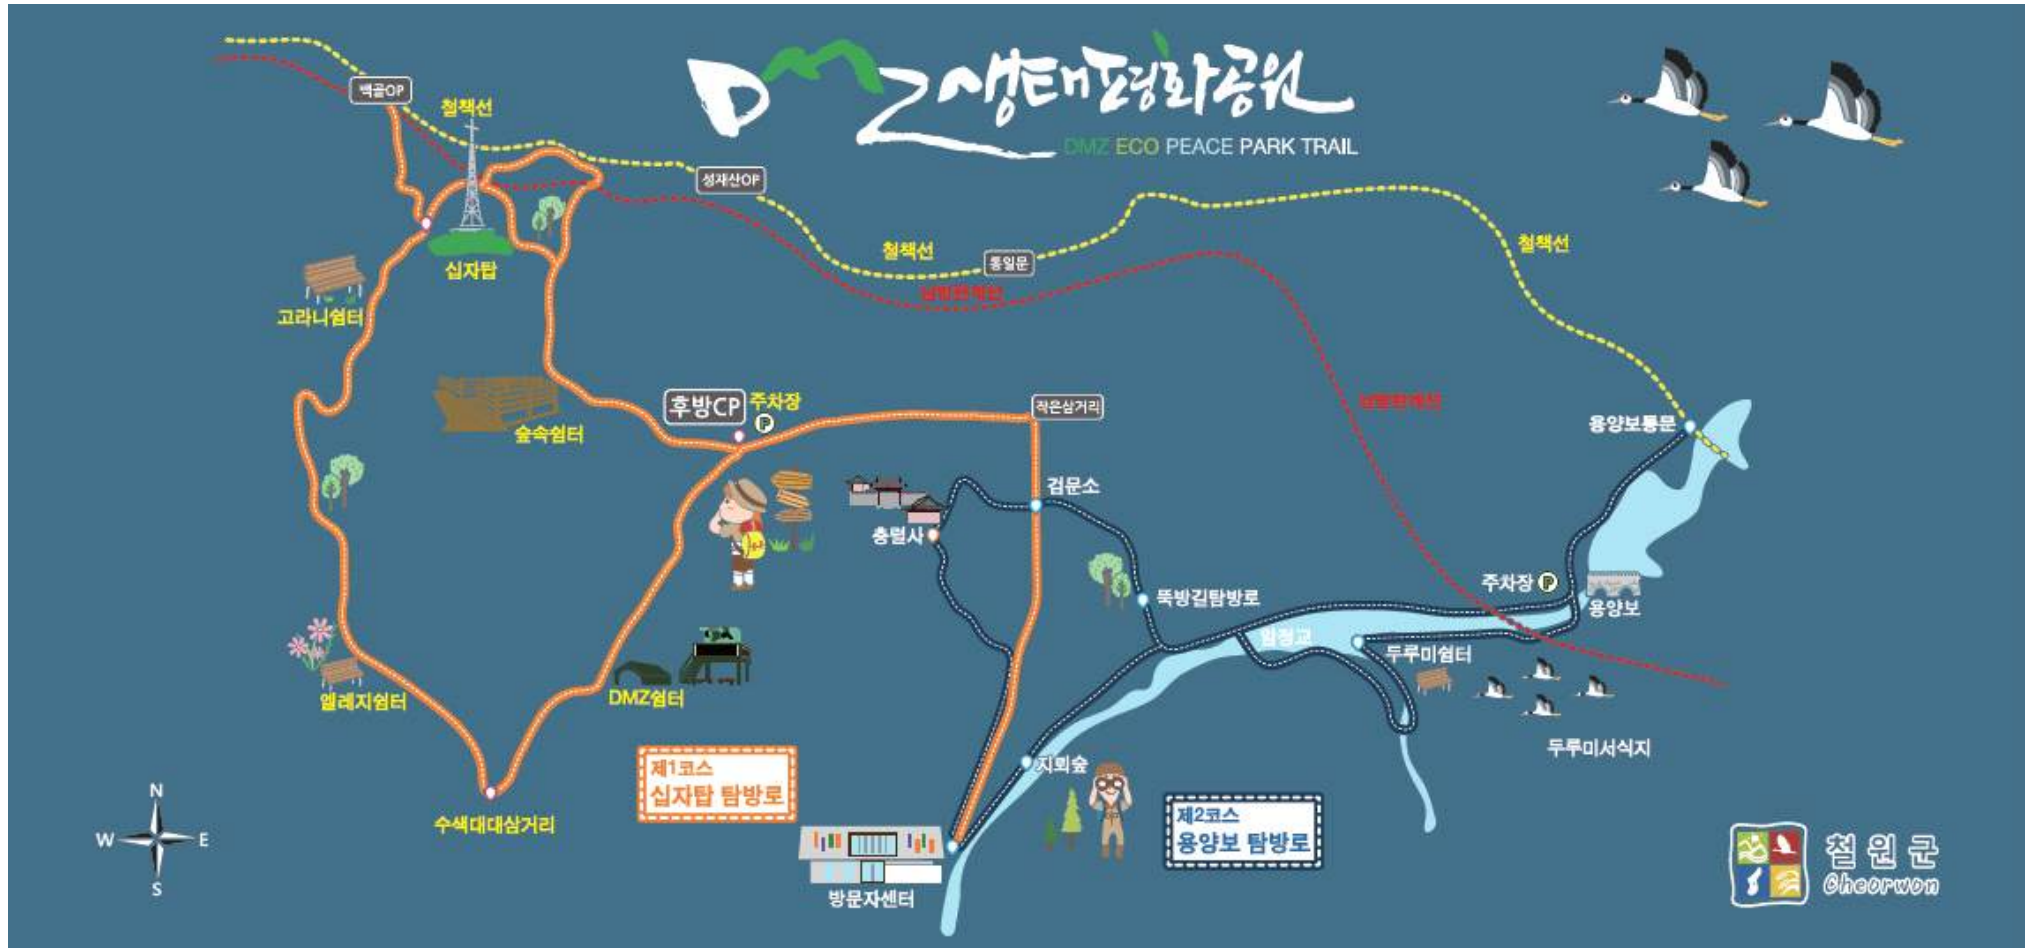 DMZ생태평화공원
DMZ ECO PEACE PARK TRAIL
백골OP
철책선
성재산OP
철책선
통일문
철책선
십자탑
고라니쉼터
남방한계선
남방한계선
후방CP
주차장
P
작은삼거리
숲속쉼터
용양보통문
검문소
충렬사
뚝방길탐방로
주차장 P
용양보
암정교
두루미쉼터
엘레지쉼터
DMZ쉼터
두루미서식지
지뢰숲
제1코스
십자탑 탐방로
수색대대삼거리
제2코스
용양보 탐방로
방문자센터
N
W
E
S
철원군
Cheorwon